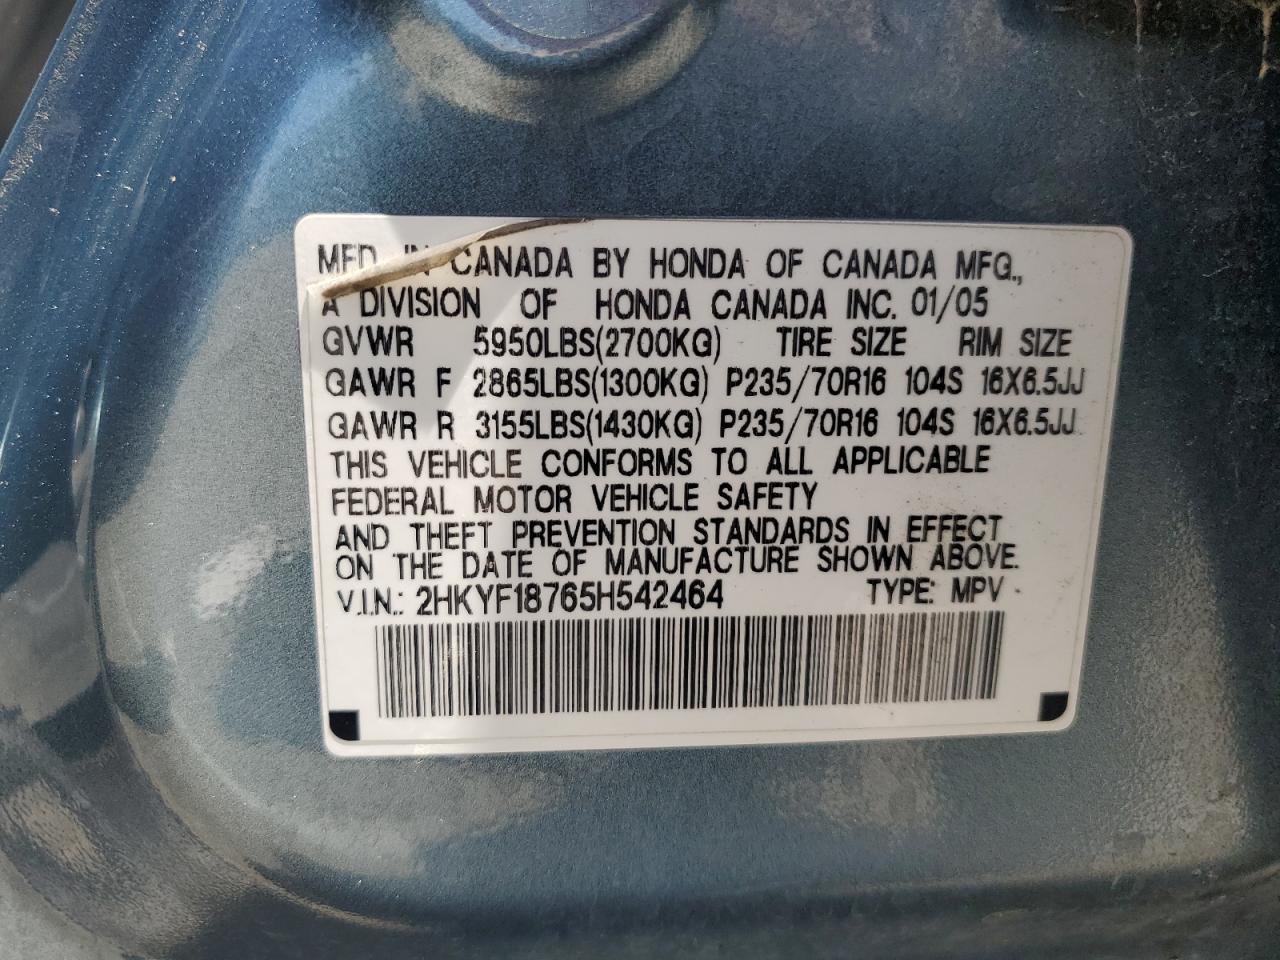 MFD IN CANADA BY HONDA OF CANADA MFG.,
A DIVISION OF HONDA CANADA INC. 01/05
GVWR 5950LBS(2700KG) TIRE SIZE RIM SIZE
GAWR F 2865LBS(1300KG) P235/70R16 104S 16X6.5JJ
GAWR R 3155LBS(1430KG) P235/70R16 104S 16X6.5JJ
THIS VEHICLE CONFORMS TO ALL APPLICABLE
FEDERAL MOTOR VEHICLE SAFETY
AND THEFT PREVENTION STANDARDS IN EFFECT
ON THE DATE OF MANUFACTURE SHOWN ABOVE.
V.I.N.: 2HKYF18765H542464 TYPE: MPV